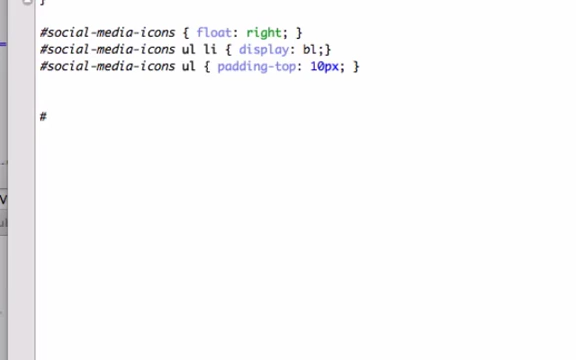 }
#social-media-icons { float: right; }
#social-media-icons ul li { display: bl;}
#social-media-icons ul { padding-top: 10px; }
#